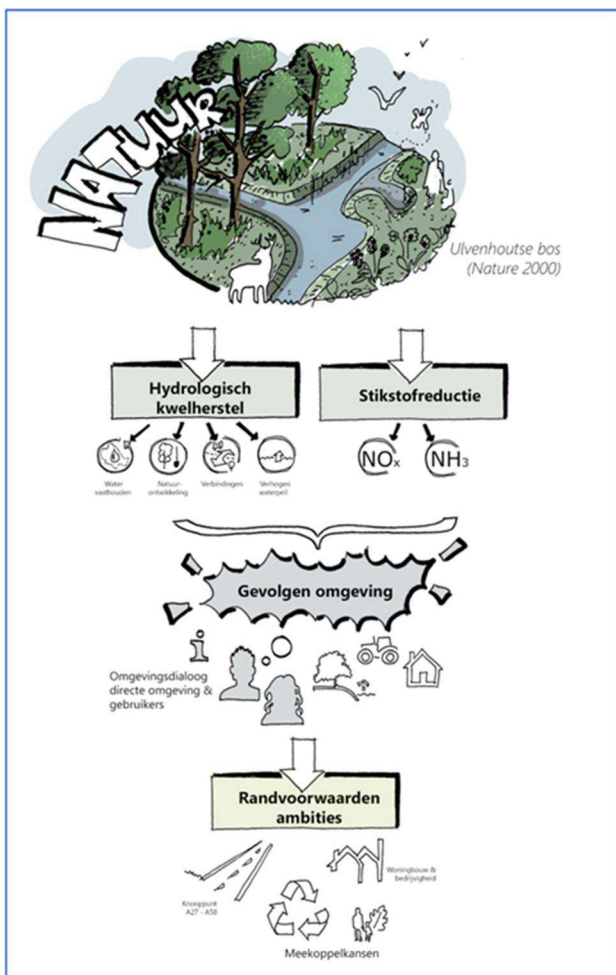 NATUUR
Ulvenhoutse bos
(Nature 2000)
Hydrologisch
kwelherstel
Stikstofreductie
Water
vasthouden
Natuur-
ontwikkeling
Verbindingen
Verhogen
waterpeil
NOx
NH3
Gevolgen omgeving
i
Omgevingsdialoog
directe omgeving &
gebruikers
Randvoorwaarden
ambities
Knooppunt
A27 - A58
Woningbouw &
bedrijvigheid
Meekoppelkansen